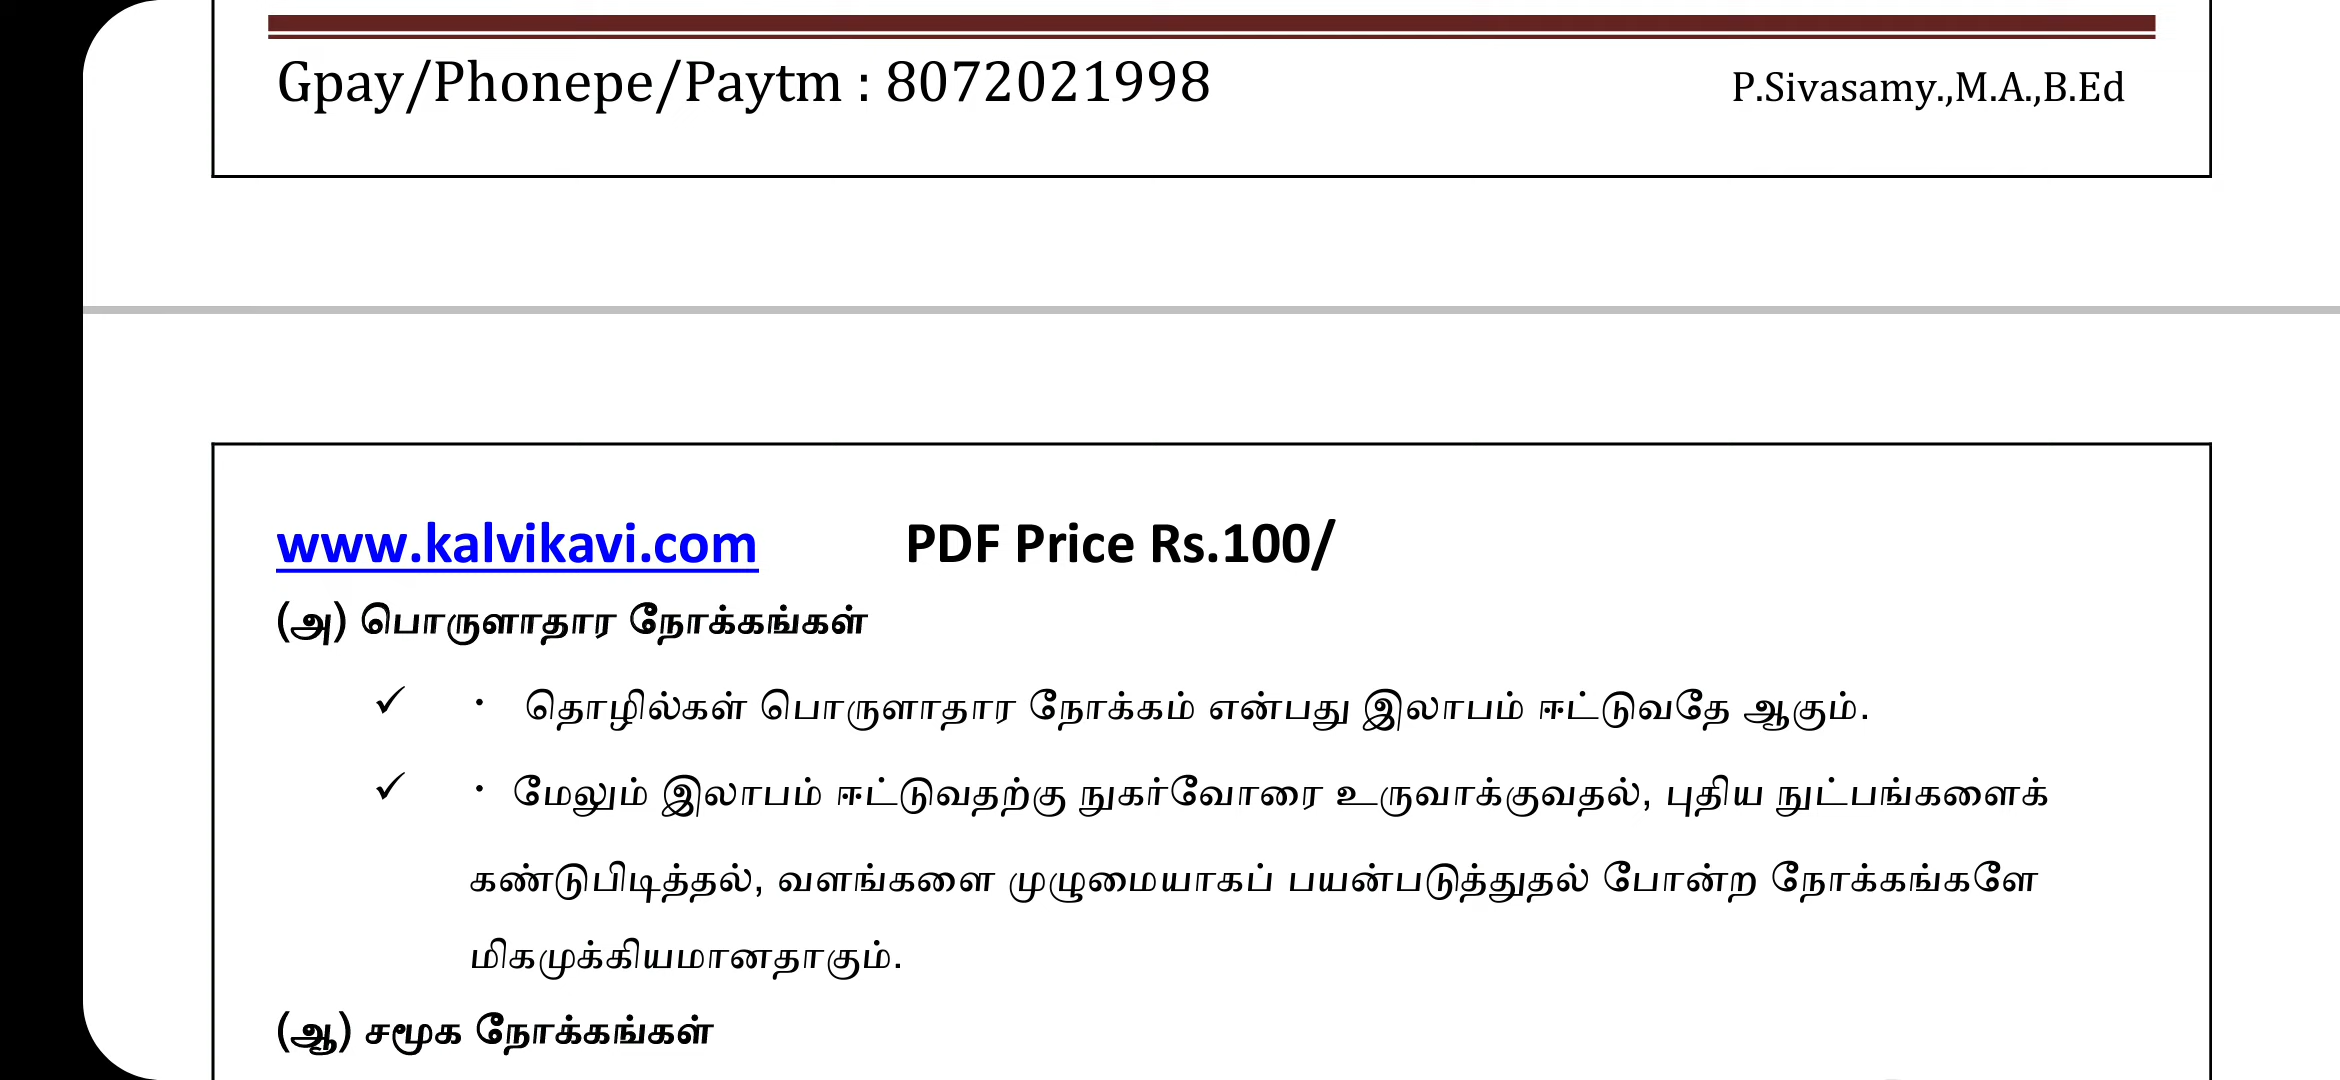 Gpay/Phonepe/Paytm : 8072021998 P.Sivasamy.,M.A.,B.Ed
www.kalvikavi.com PDF Price Rs.100/
(அ) பொருளாதார நோக்கங்கள்
✓ · தொழில்கள் பொருளாதார நோக்கம் என்பது இலாபம் ஈட்டுவதே ஆகும்.
✓ · மேலும் இலாபம் ஈட்டுவதற்கு நுகர்வோரை உருவாக்குவதல், புதிய நுட்பங்களைக்
கண்டுபிடித்தல், வளங்களை முழுமையாகப் பயன்படுத்துதல் போன்ற நோக்கங்களே
மிகமுக்கியமானதாகும்.
(ஆ) சமூக நோக்கங்கள்